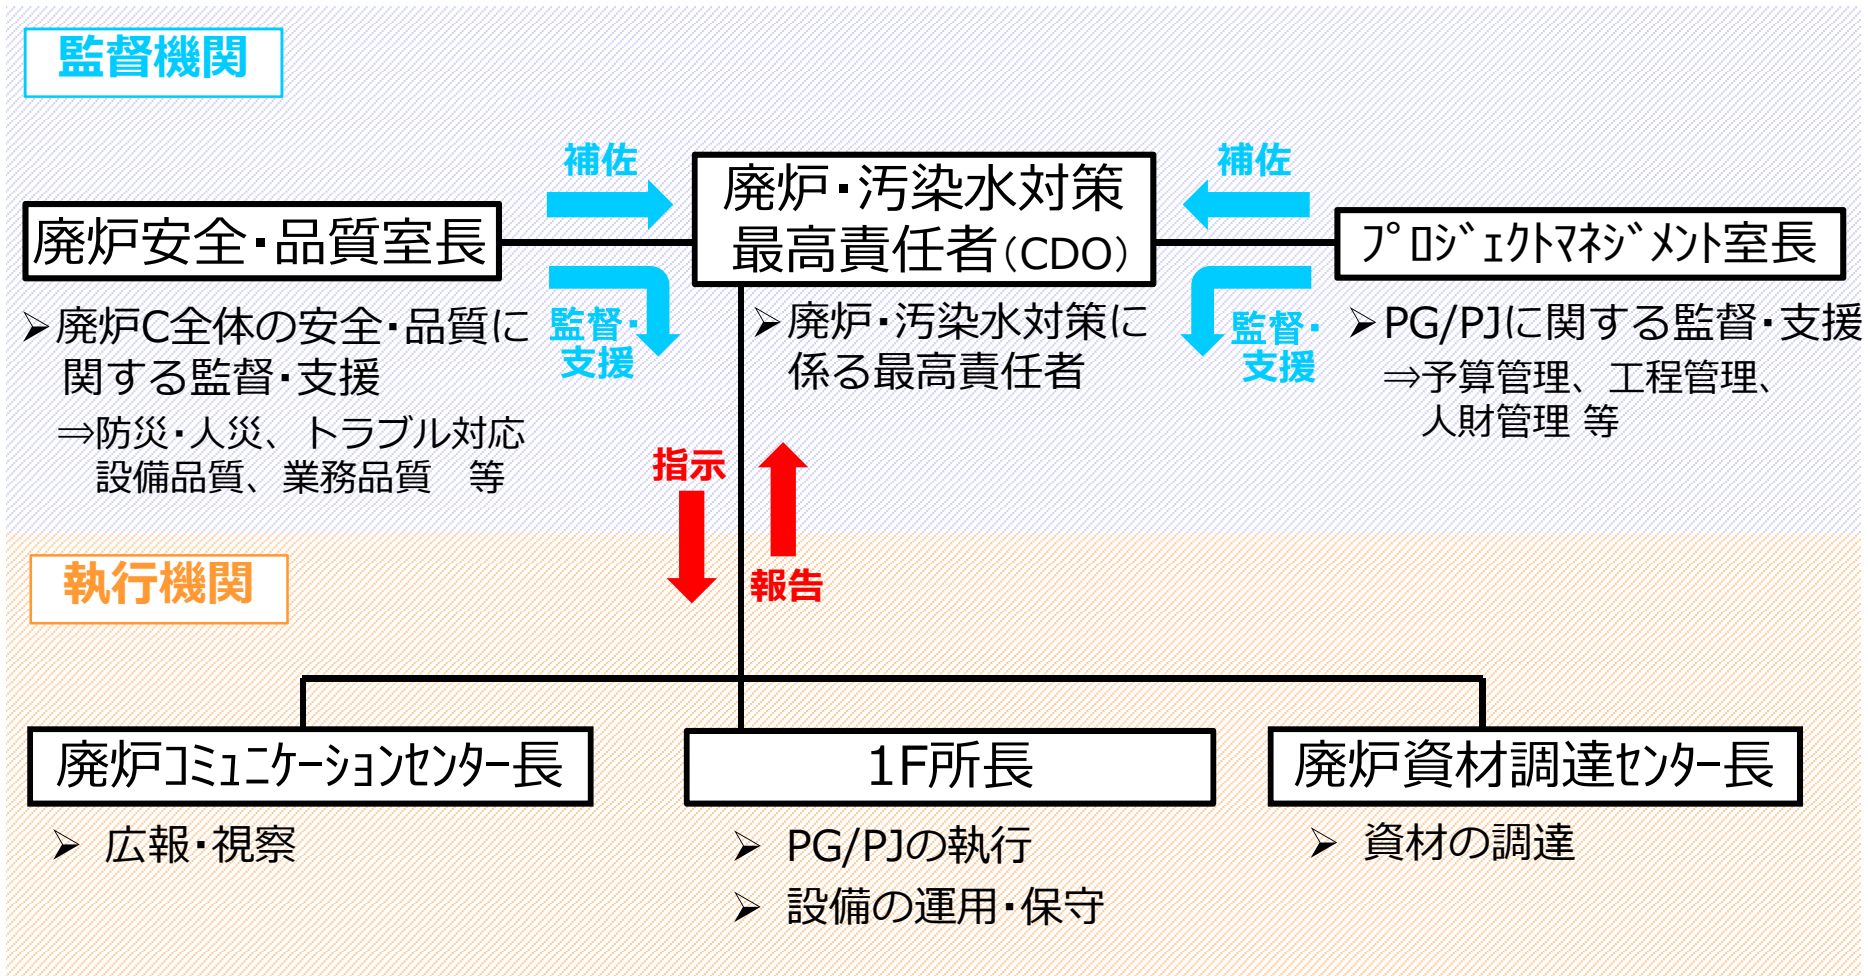 監督機関
補佐
補佐
廃炉・汚染水対策
最高責任者（CDO）
廃炉安全・品質室長
ﾌﾟﾛｼﾞｪｸﾄﾏﾈｼﾞﾒﾝﾄ室長
➢廃炉C全体の安全・品質に
関する監督・支援
⇒防災・人災、トラブル対応
設備品質、業務品質　等
監督・
支援
➢廃炉・汚染水対策に
係る最高責任者
監督・
支援
➢PG/PJに関する監督・支援
⇒予算管理、工程管理、
人財管理 等
指示
報告
執行機関
廃炉ｺﾐｭﾆｹｰｼｮﾝｾﾝﾀｰ長
➢ 広報・視察
1F所長
➢ PG/PJの執行
➢ 設備の運用・保守
廃炉資材調達ｾﾝﾀｰ長
➢ 資材の調達